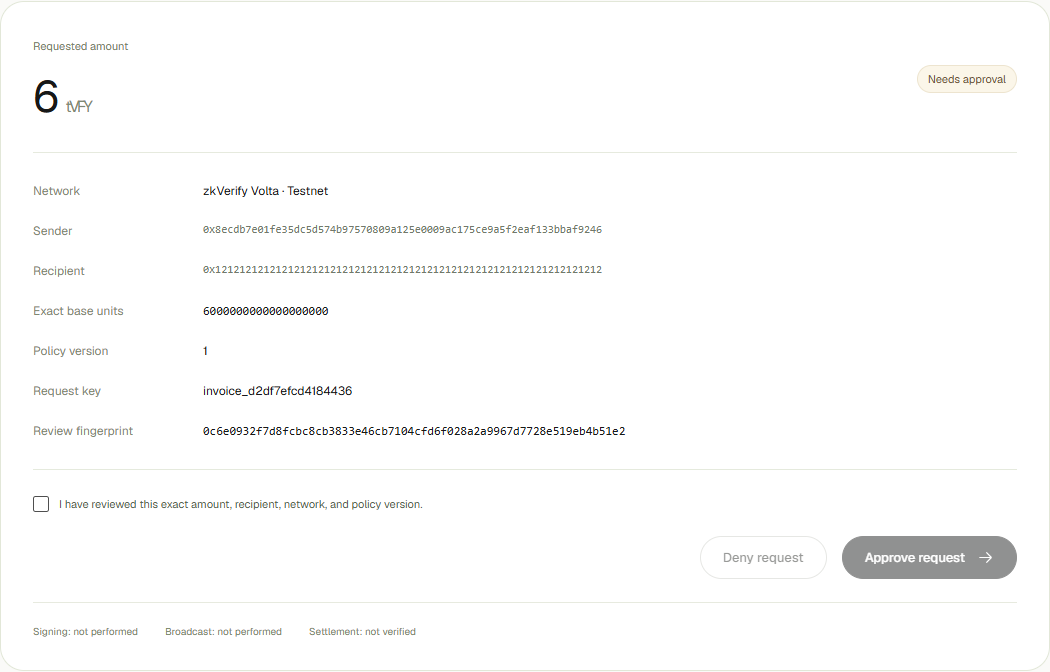 Requested amount
6 tVFY
Needs approval
Network zkVerify Volta · Testnet
Sender 0x8ecdb7e01fe35dc5d574b97570809a125e0009ac175ce9a5f2eaf133bbaf9246
Recipient 0x1212121212121212121212121212121212121212121212121212121212121212
Exact base units 6000000000000000000
Policy version 1
Request key invoice_d2df7efcd4184436
Review fingerprint 0c6e0932f7d8fcbc8cb3833e46cb7104cfd6f028a2a9967d7728e519eb4b51e2
I have reviewed this exact amount, recipient, network, and policy version.
Deny request
Approve request →
Signing: not performed Broadcast: not performed Settlement: not verified